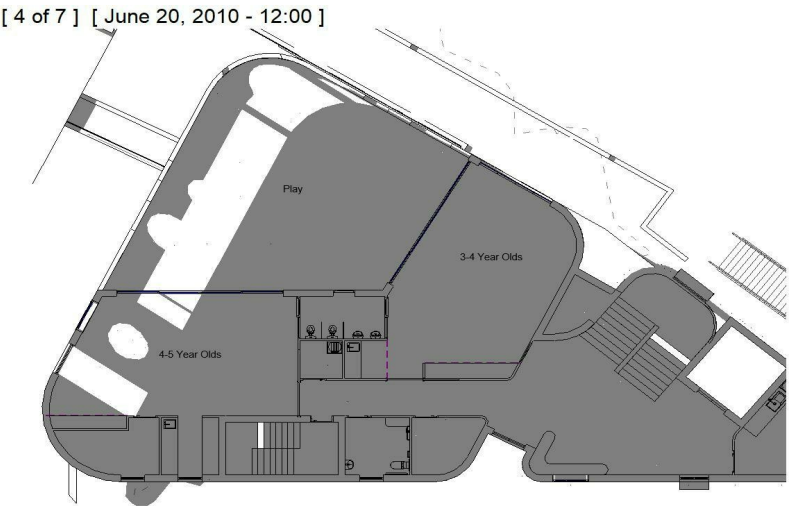 [ 4 of 7 ] [ June 20, 2010 - 12:00 ]
Play
3-4 Year Olds
4-5 Year Olds